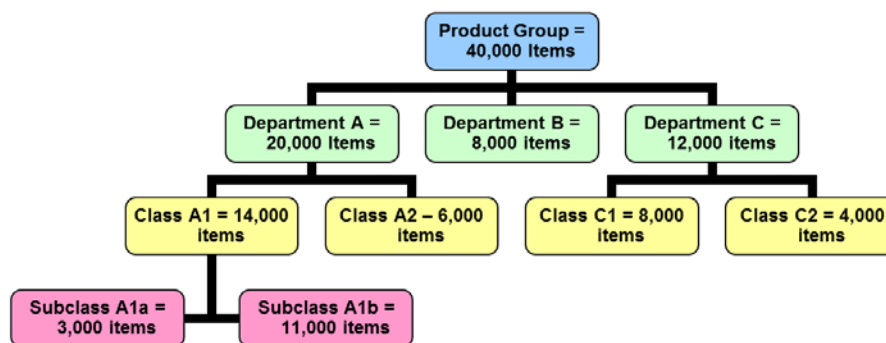 Product Group =
40,000 Items
Department A =
20,000 Items
Department B =
8,000 items
Department C =
12,000 items
Class A1 = 14,000
items
Class A2 – 6,000
items
Class C1 = 8,000
items
Class C2 = 4,000
items
Subclass A1a =
3,000 items
Subclass A1b =
11,000 items